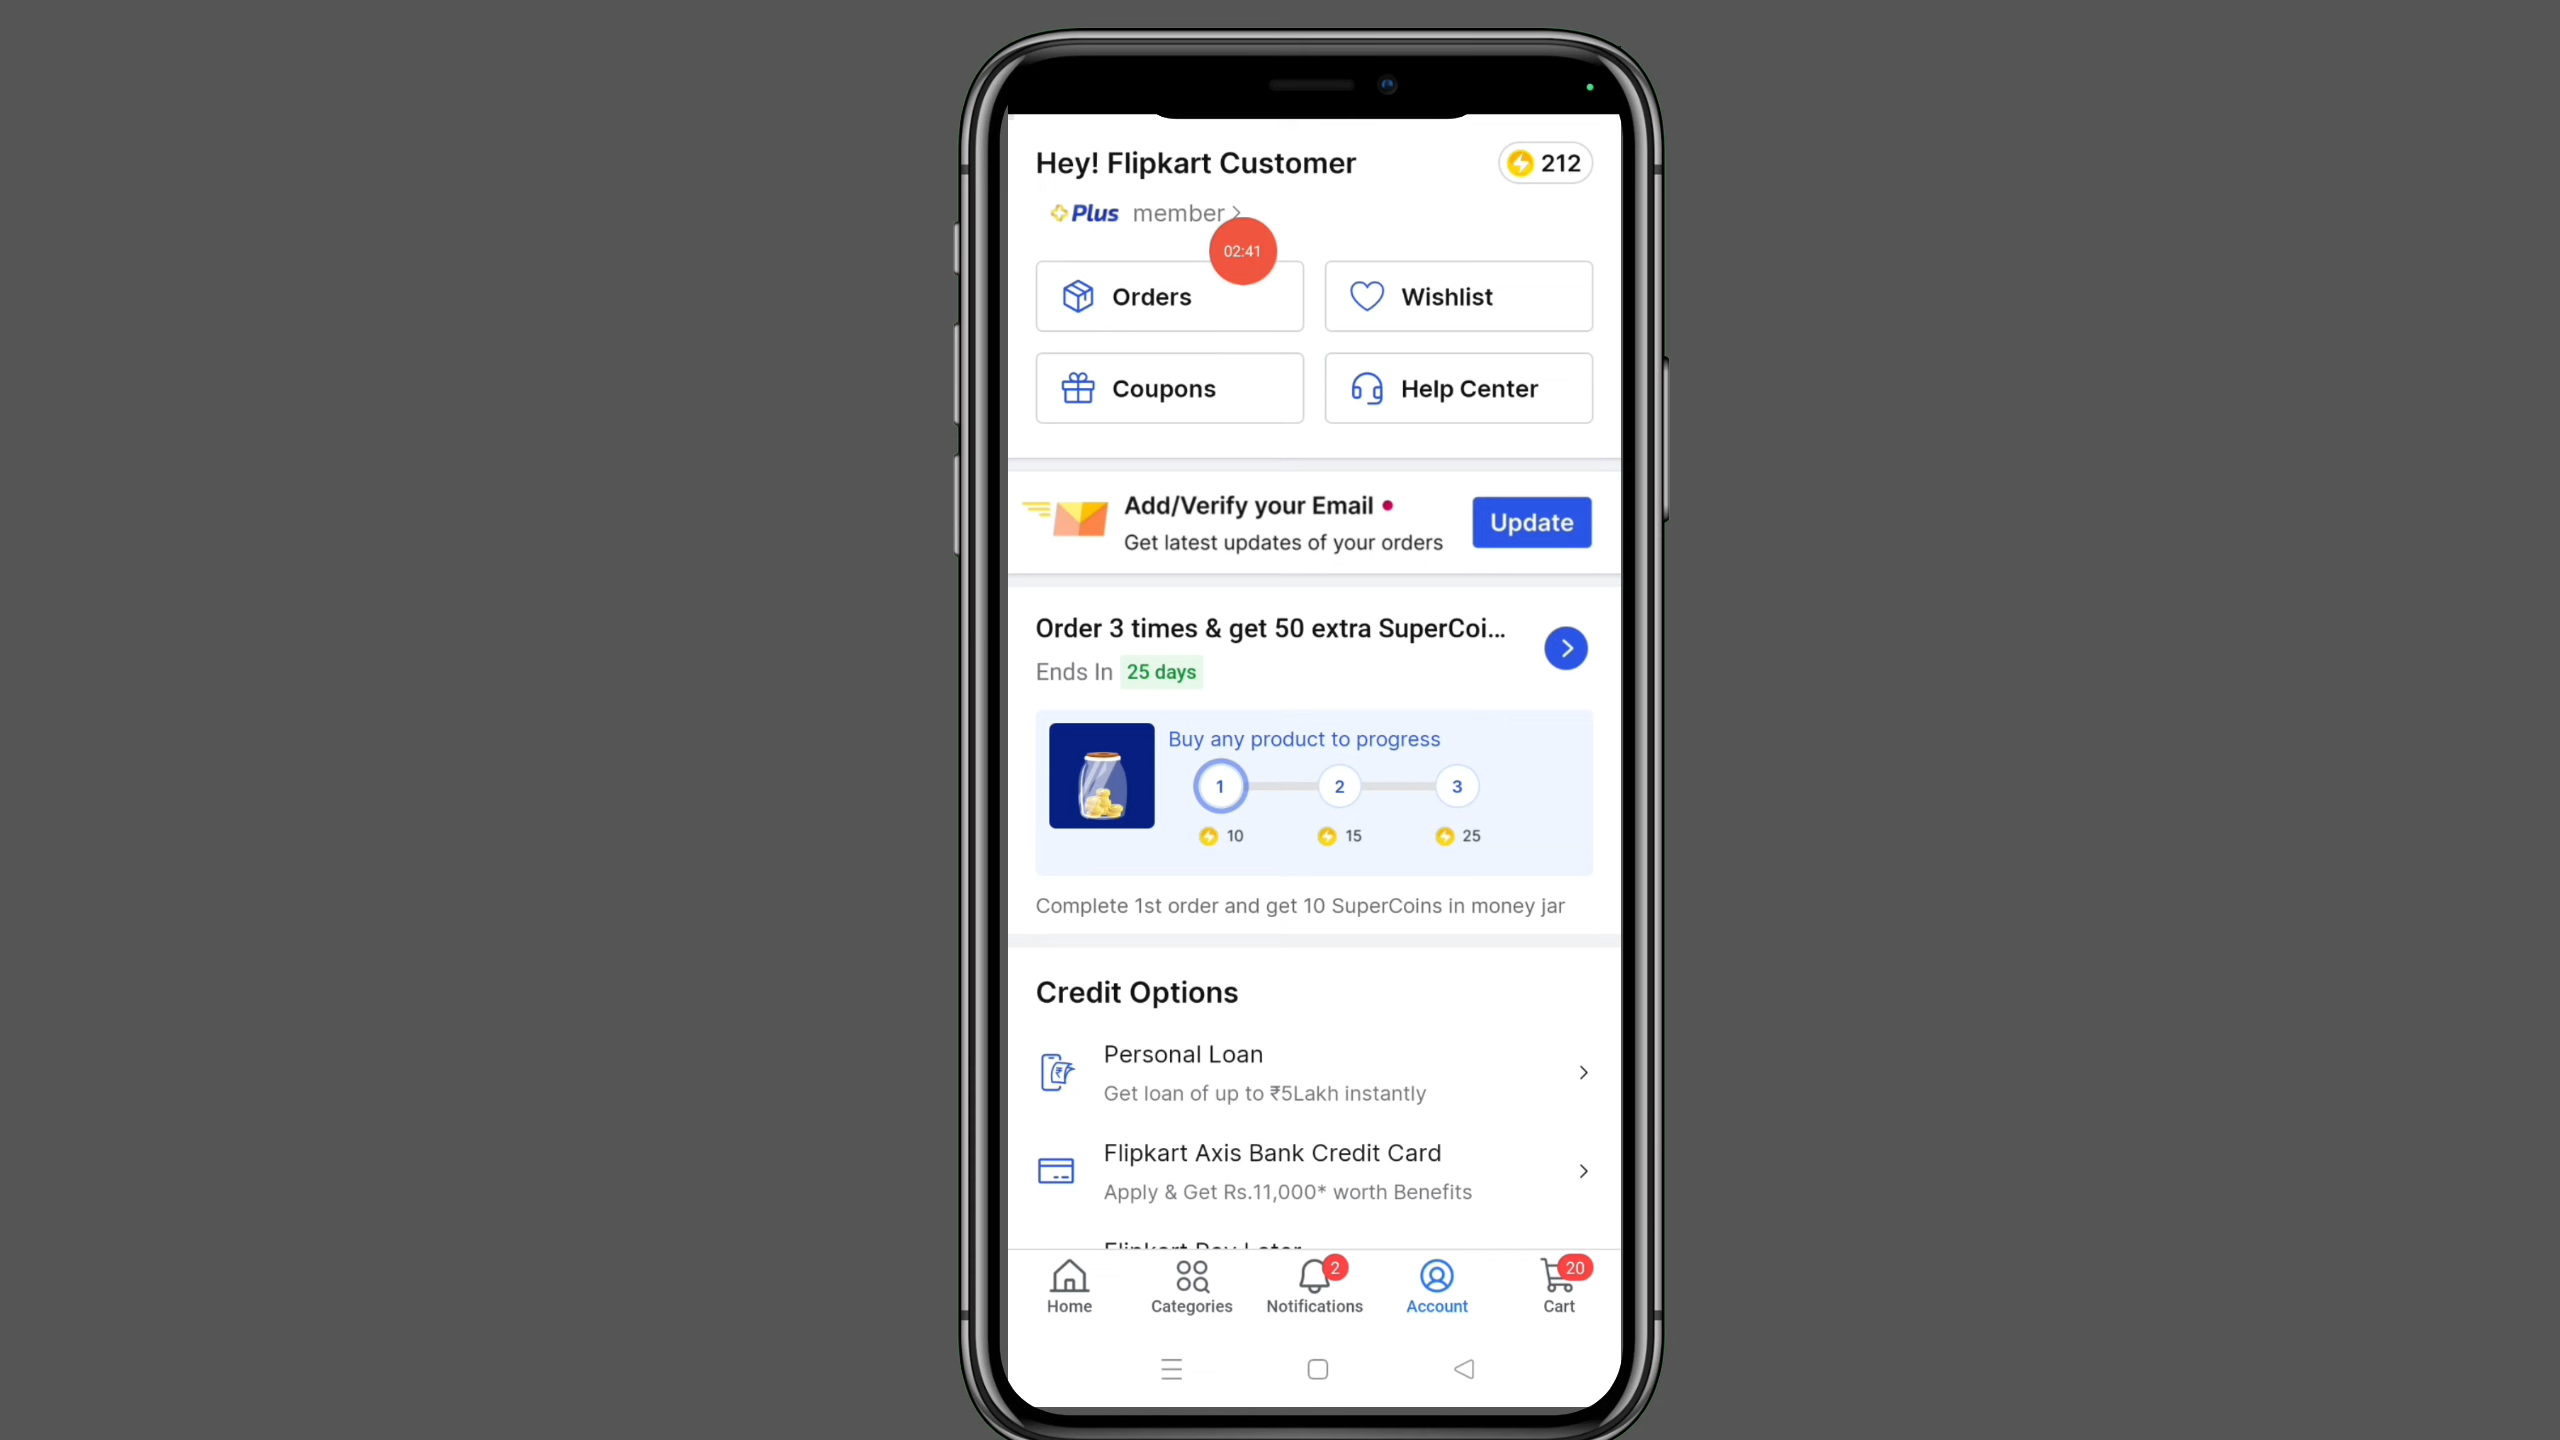 Hey! Flipkart Customer
212
Plus member
02:41
Orders
Wishlist
Coupons
Help Center
Add/Verify your Email
Get latest updates of your orders
Update
Order 3 times & get 50 extra SuperCoi...
Ends In 25 days
Buy any product to progress
1 2 3
10 15 25
Complete 1st order and get 10 SuperCoins in money jar
Credit Options
Personal Loan
Get loan of up to ₹5Lakh instantly
Flipkart Axis Bank Credit Card
Apply & Get Rs.11,000* worth Benefits
Flipkart Pay Later
2
20
Home
Categories
Notifications
Account
Cart